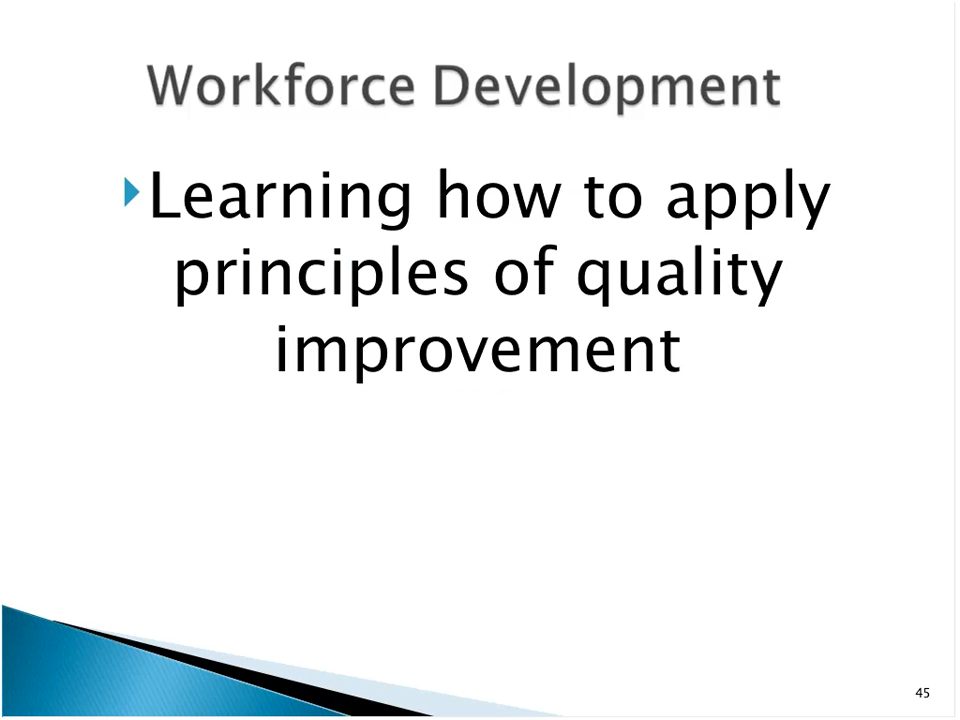 Workforce Development
Learning how to apply
principles of quality
improvement
45